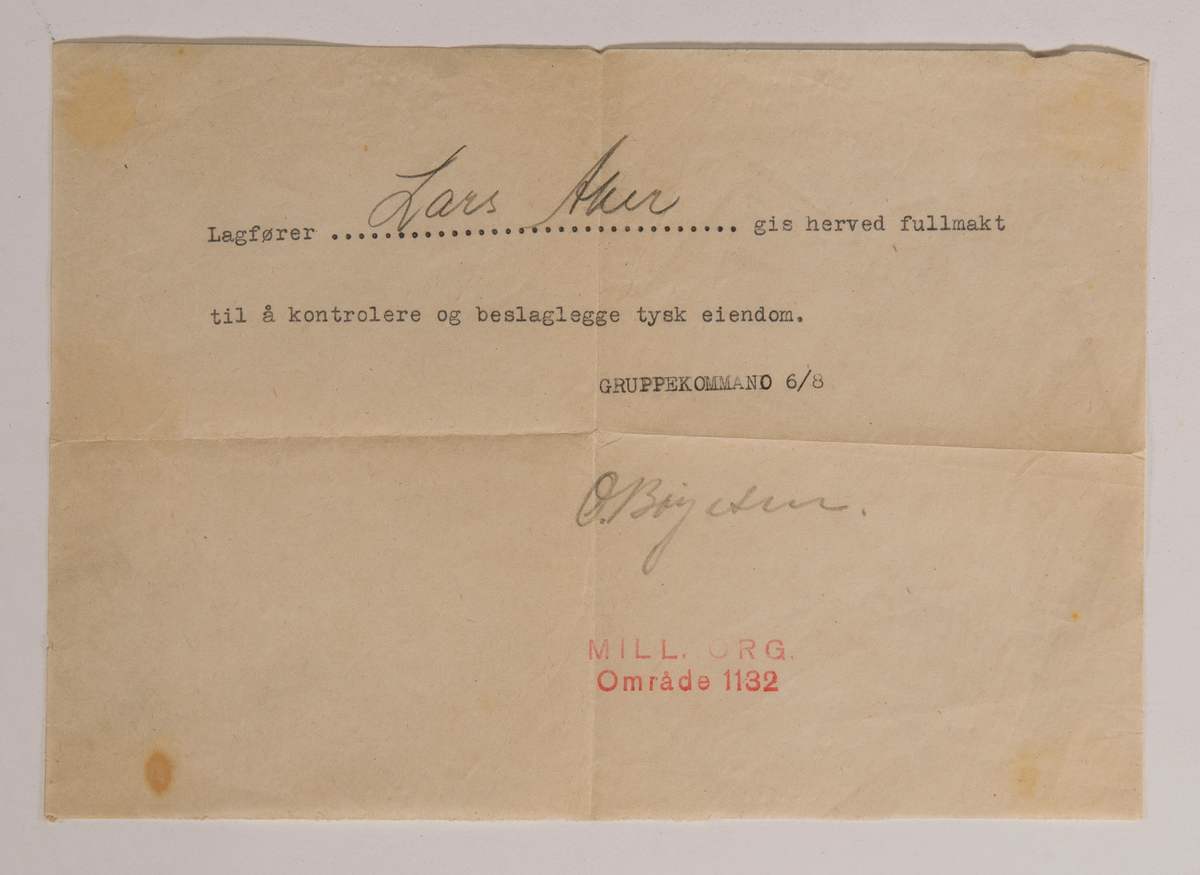 Lagfører Lars Aker gis herved fullmakt
til å kontrolere og beslaglegge tysk eiendom.
GRUPPEKOMMANO 6/8
O. Böyesen.
MILL. ORG.
Område 1132